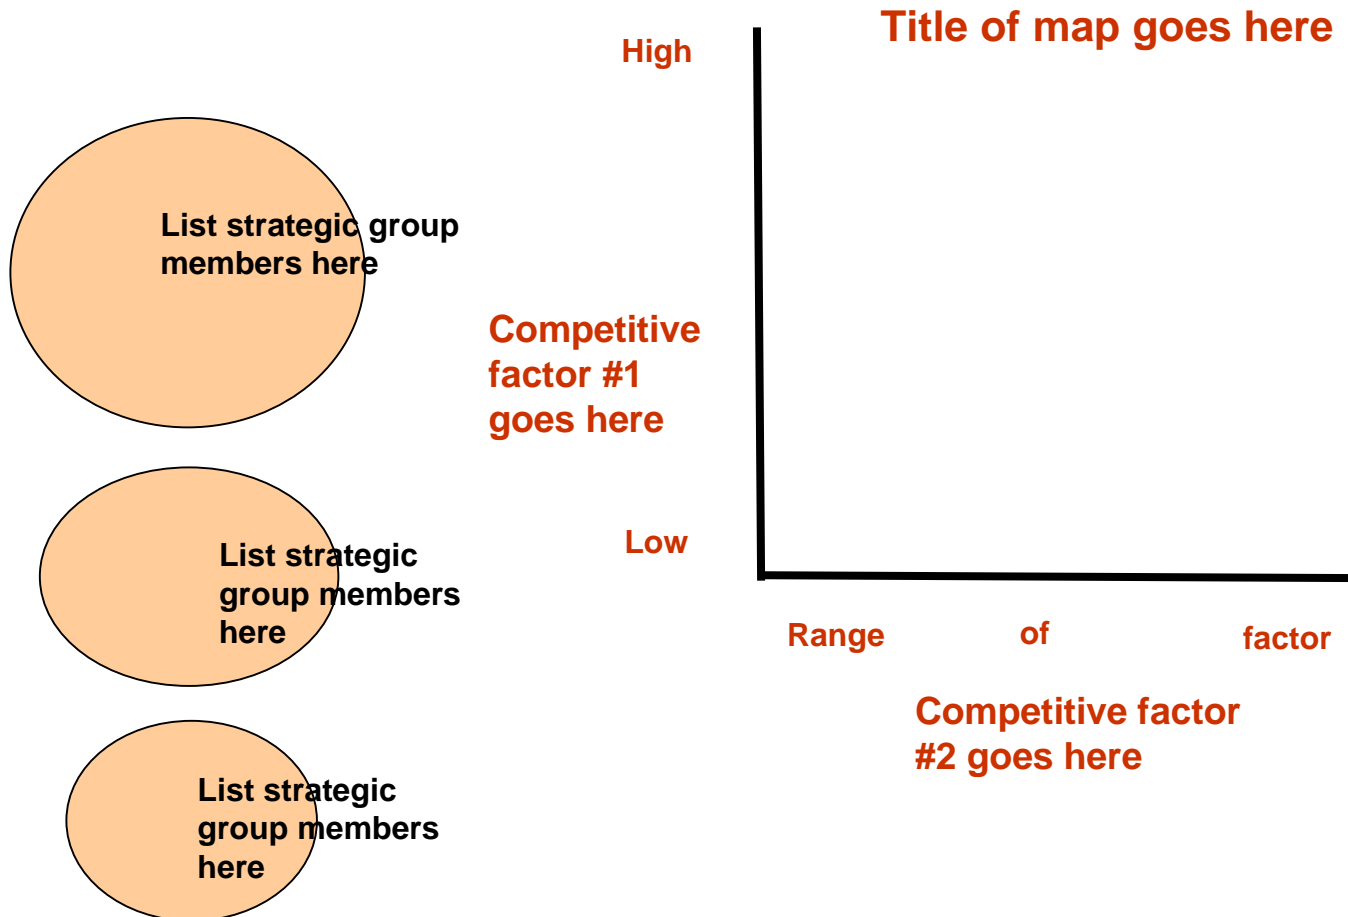 Title of map goes here
High
List strategic group
members here
Competitive
factor #1
goes here
Low
List strategic
group members
here
Range of factor
Competitive factor
#2 goes here
List strategic
group members
here